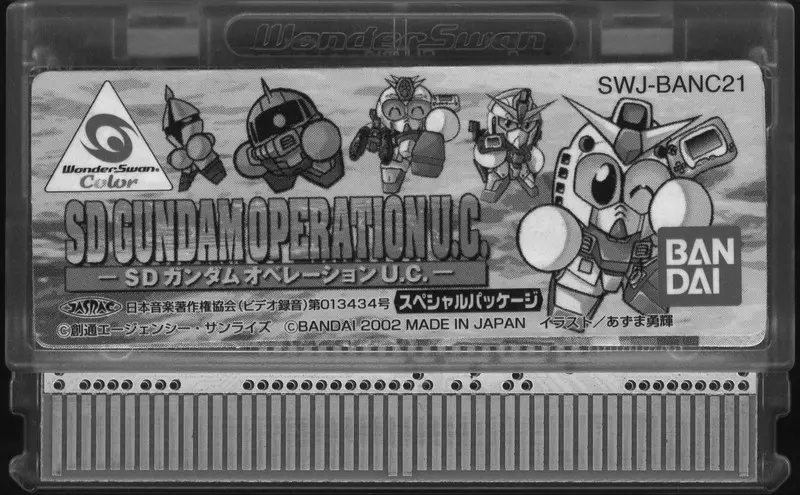 WonderSwan
SWJ-BANC21
WonderSwan
Color
SD GUNDAM OPERATION U.C.
SDガンダム オペレーション U.C.
BAN
DAI
JASRAC 日本音楽著作権協会(ビデオ録音)第013434号 スペシャルパッケージ
©創通エージェンシー・サンライズ ©BANDAI 2002 MADE IN JAPAN イラスト/あずま勇輝